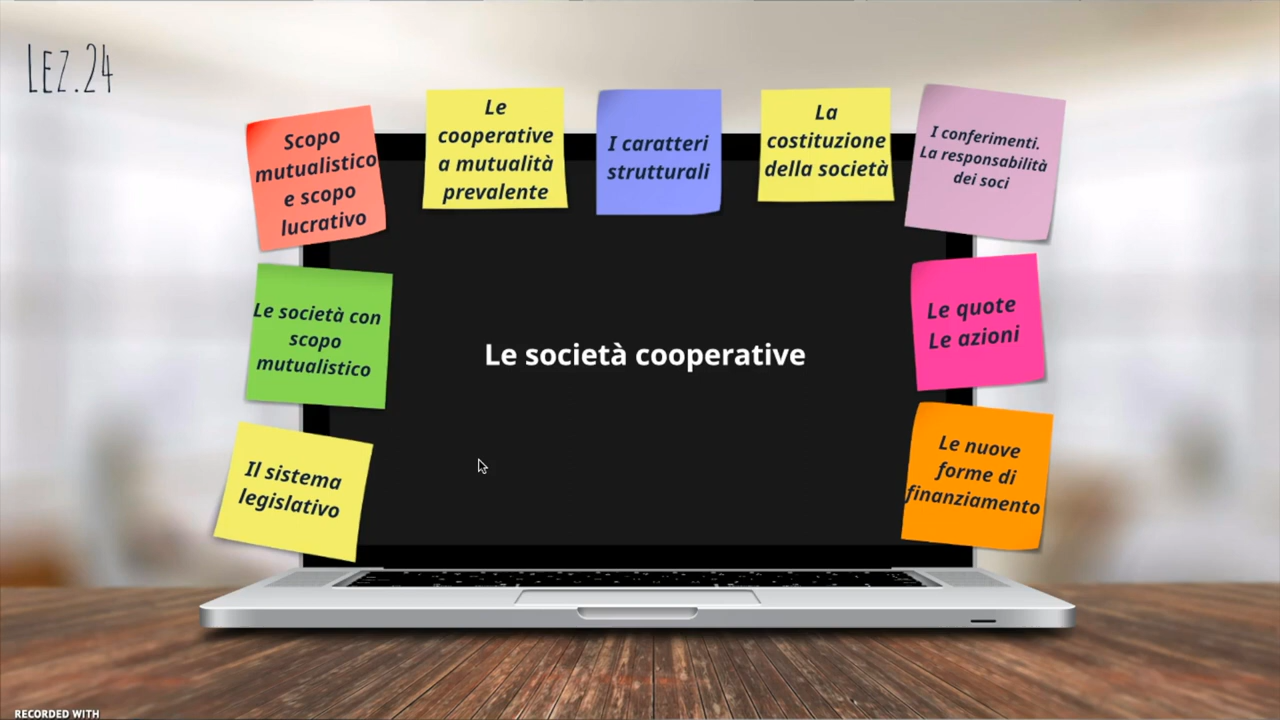 Lez.24
Scopo
mutualistico
e scopo
lucrativo
Le
cooperative
a mutualità
prevalente
I caratteri
strutturali
La
costituzione
della società
I conferimenti.
La responsabilità
dei soci
Le società con
scopo
mutualistico
Le quote
Le azioni
Le società cooperative
Il sistema
legislativo
Le nuove
forme di
finanziamento
RECORDED WITH